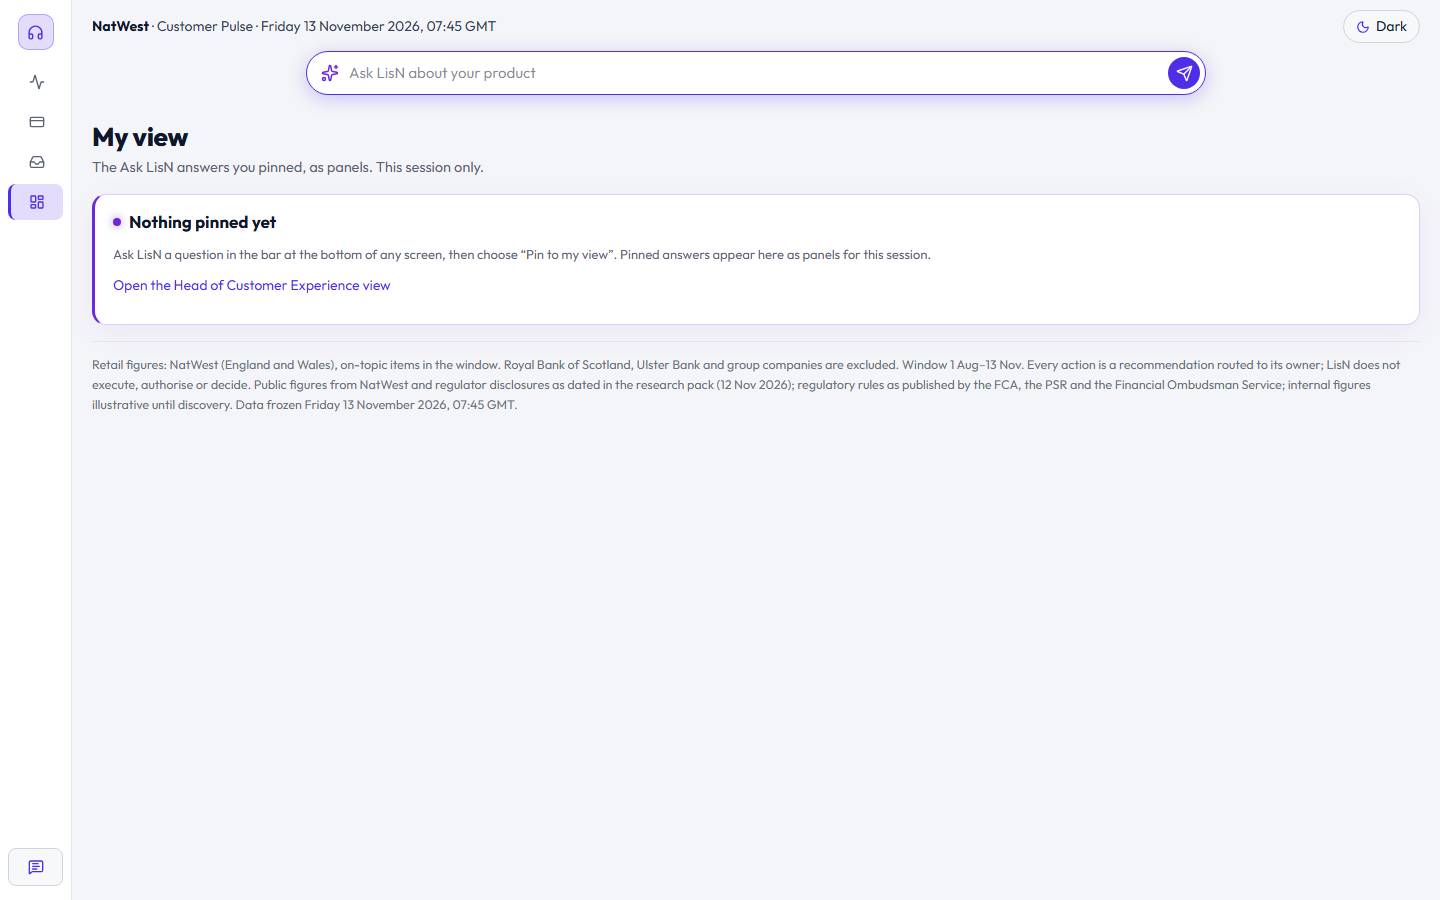 NatWest · Customer Pulse · Friday 13 November 2026, 07:45 GMT
Dark
Ask LisN about your product
My view
The Ask LisN answers you pinned, as panels. This session only.
Nothing pinned yet
Ask LisN a question in the bar at the bottom of any screen, then choose “Pin to my view”. Pinned answers appear here as panels for this session.
Open the Head of Customer Experience view
Retail figures: NatWest (England and Wales), on-topic items in the window. Royal Bank of Scotland, Ulster Bank and group companies are excluded. Window 1 Aug–13 Nov. Every action is a recommendation routed to its owner; LisN does not
execute, authorise or decide. Public figures from NatWest and regulator disclosures as dated in the research pack (12 Nov 2026); regulatory rules as published by the FCA, the PSR and the Financial Ombudsman Service; internal figures
illustrative until discovery. Data frozen Friday 13 November 2026, 07:45 GMT.